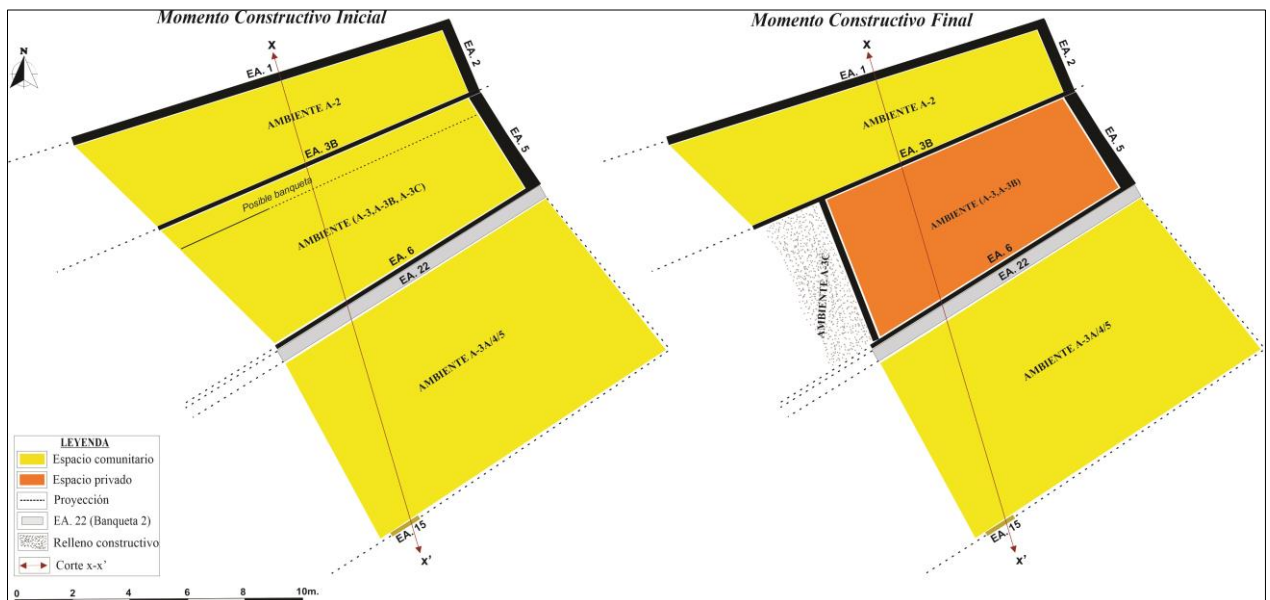 Momento Constructivo Inicial
N
X
EA. 1
EA. 2
AMBIENTE A-2
EA. 3B
EA. 5
Posible banqueta
AMBIENTE (A-3,A-3B, A-3C)
EA. 6
EA. 22
AMBIENTE A-3A/4/5
EA. 15
X'
Momento Constructivo Final
X
EA. 1
EA. 2
AMBIENTE A-2
EA. 3B
EA. 5
AMBIENTE (A-3,A-3B)
AMBIENTE A-3C
EA. 6
EA. 22
AMBIENTE A-3A/4/5
EA. 15
X'
LEYENDA
Espacio comunitario
Espacio privado
Proyección
EA. 22 (Banqueta 2)
Relleno constructivo
Corte x-x'
0 2 4 6 8 10m.